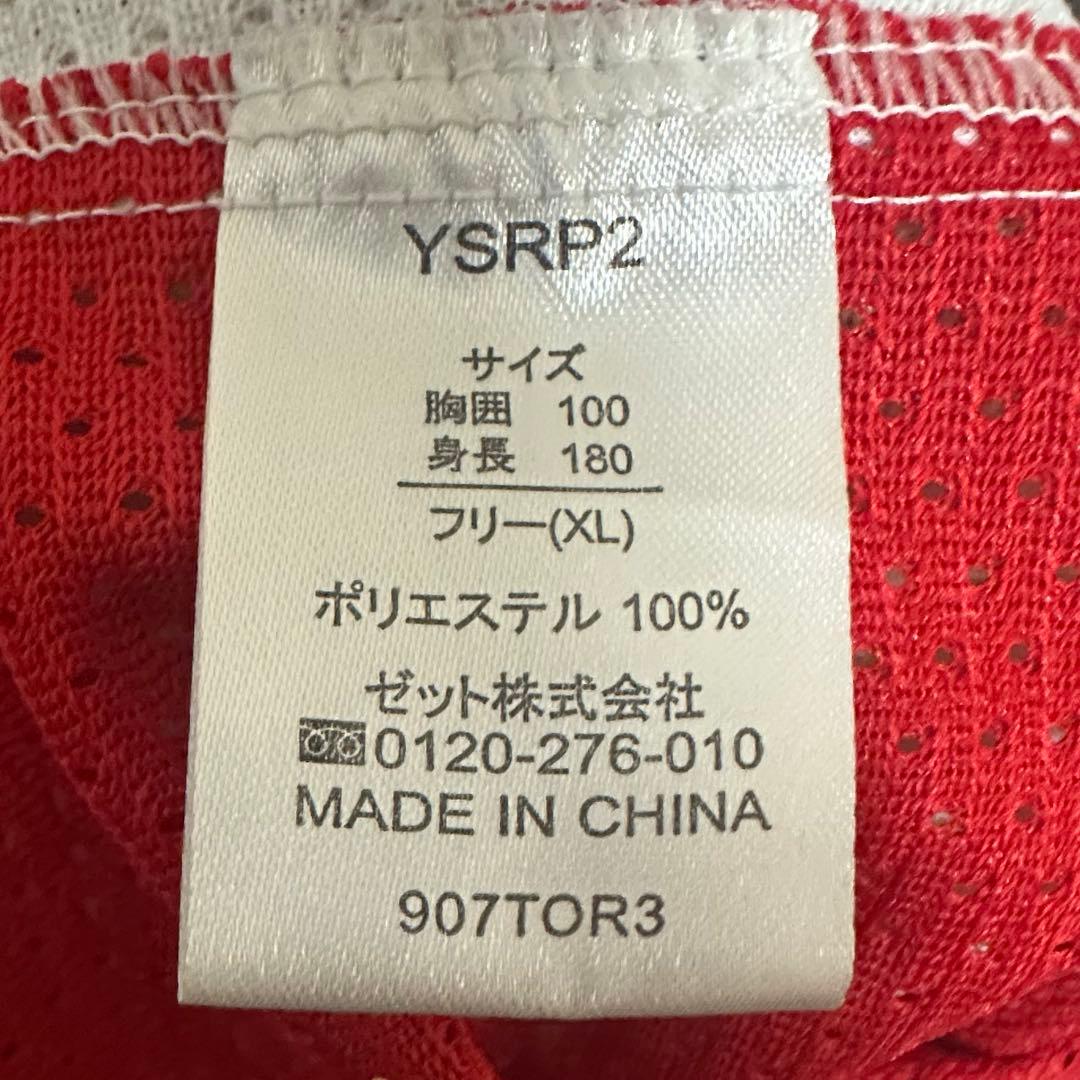 YSRP2
サイズ
胸囲 100
身長 180
フリー(XL)
ポリエステル 100%
ゼット株式会社
0120-276-010
MADE IN CHINA
907TOR3